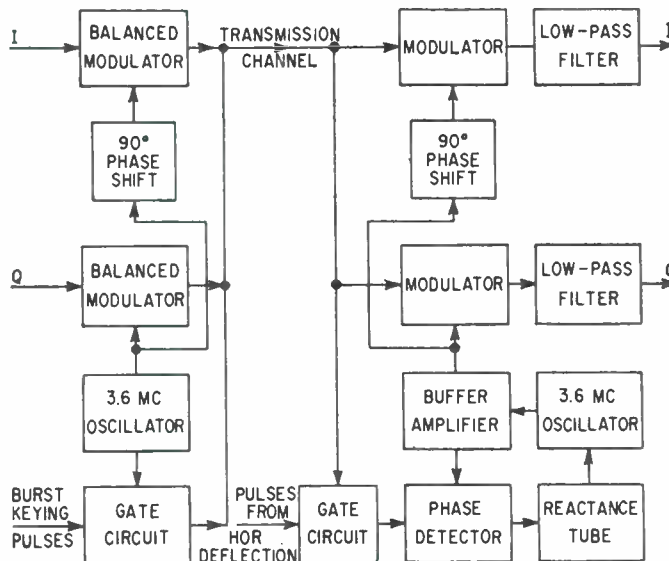 I
BALANCED
MODULATOR
TRANSMISSION
CHANNEL
MODULATOR
LOW-PASS
FILTER
I
90°
PHASE
SHIFT
90°
PHASE
SHIFT
Q
BALANCED
MODULATOR
MODULATOR
LOW-PASS
FILTER
3.6 MC
OSCILLATOR
BUFFER
AMPLIFIER
3.6 MC
OSCILLATOR
BURST
KEYING
PULSES
GATE
CIRCUIT
PULSES
FROM
HOR
DEFLECTION
GATE
CIRCUIT
PHASE
DETECTOR
REACTANCE
TUBE